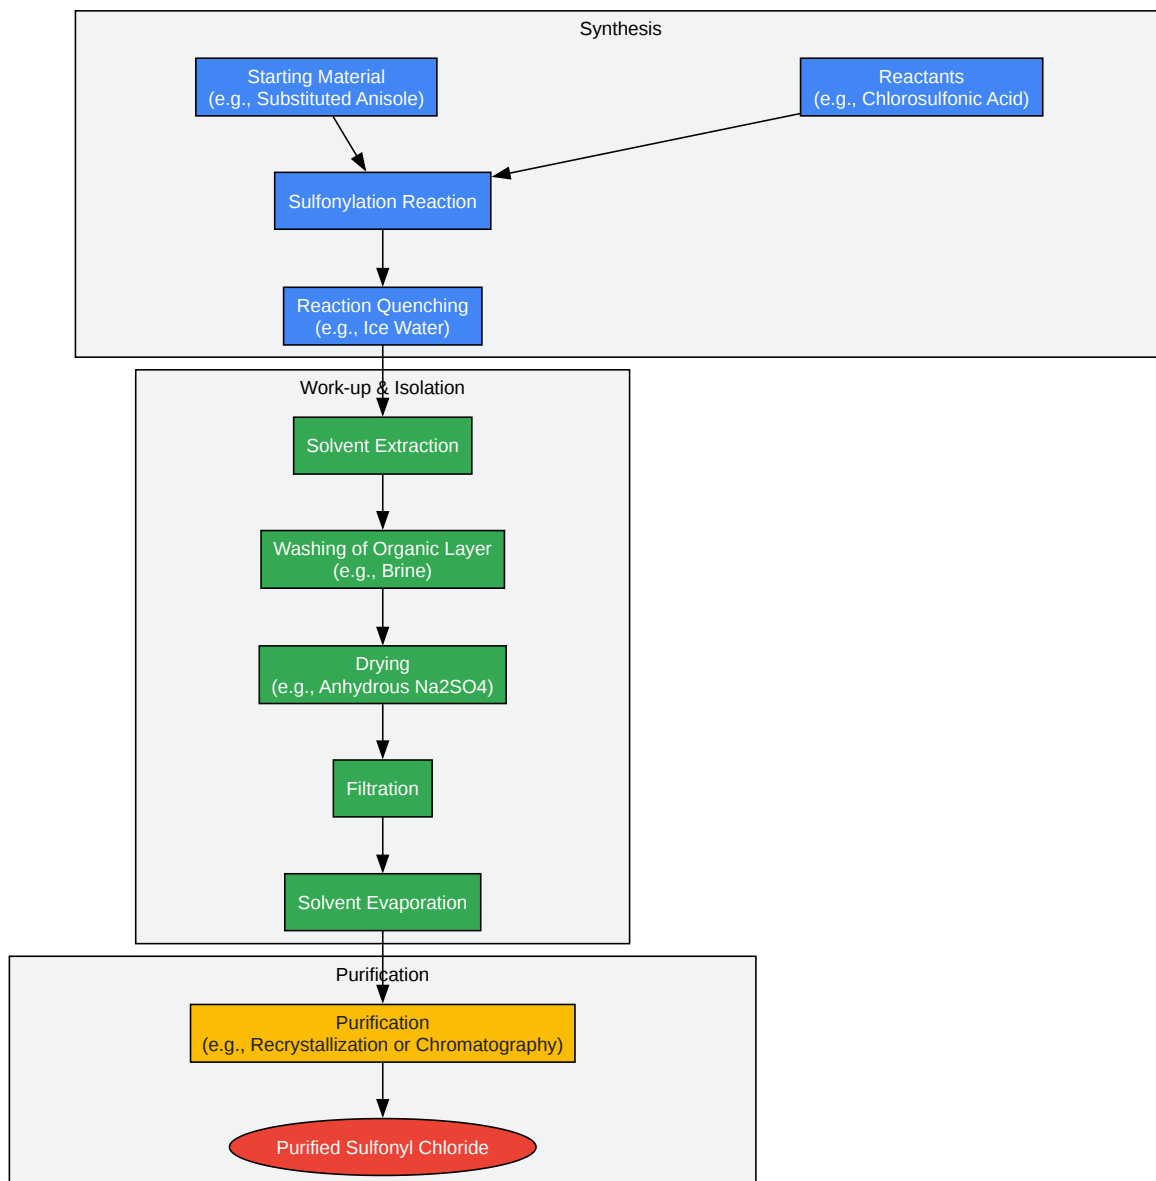 Synthesis
Starting Material
(e.g., Substituted Anisole)
Reactants
(e.g., Chlorosulfonic Acid)
Sulfonylation Reaction
Reaction Quenching
(e.g., Ice Water)
Work-up & Isolation
Solvent Extraction
Washing of Organic Layer
(e.g., Brine)
Drying
(e.g., Anhydrous Na2SO4)
Filtration
Solvent Evaporation
Purification
Purification
(e.g., Recrystallization or Chromatography)
Purified Sulfonyl Chloride